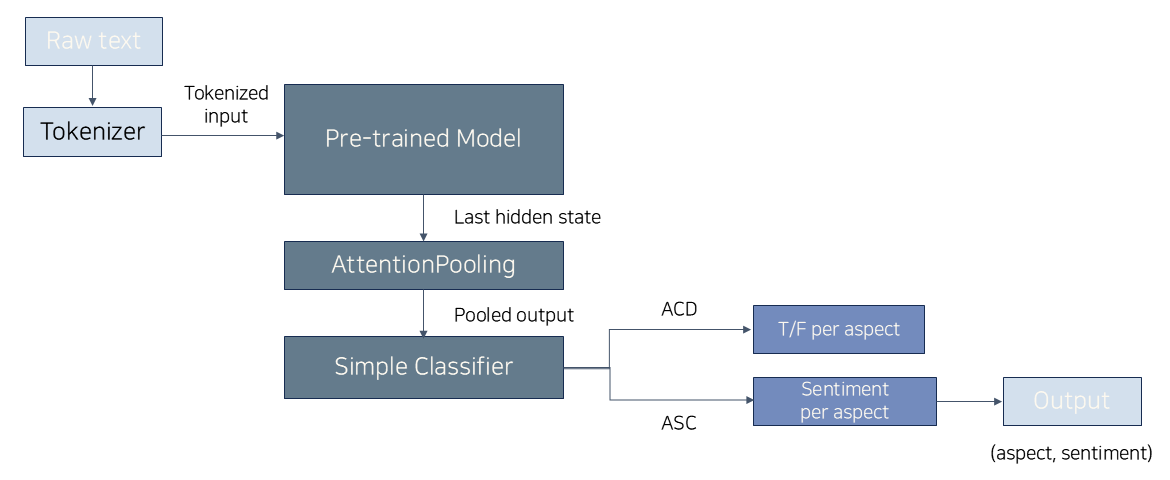 Raw text
Tokenizer
Tokenized
input
Pre-trained Model
Last hidden state
AttentionPooling
Pooled output
Simple Classifier
ACD
T/F per aspect
ASC
Sentiment
per aspect
Output
(aspect, sentiment)